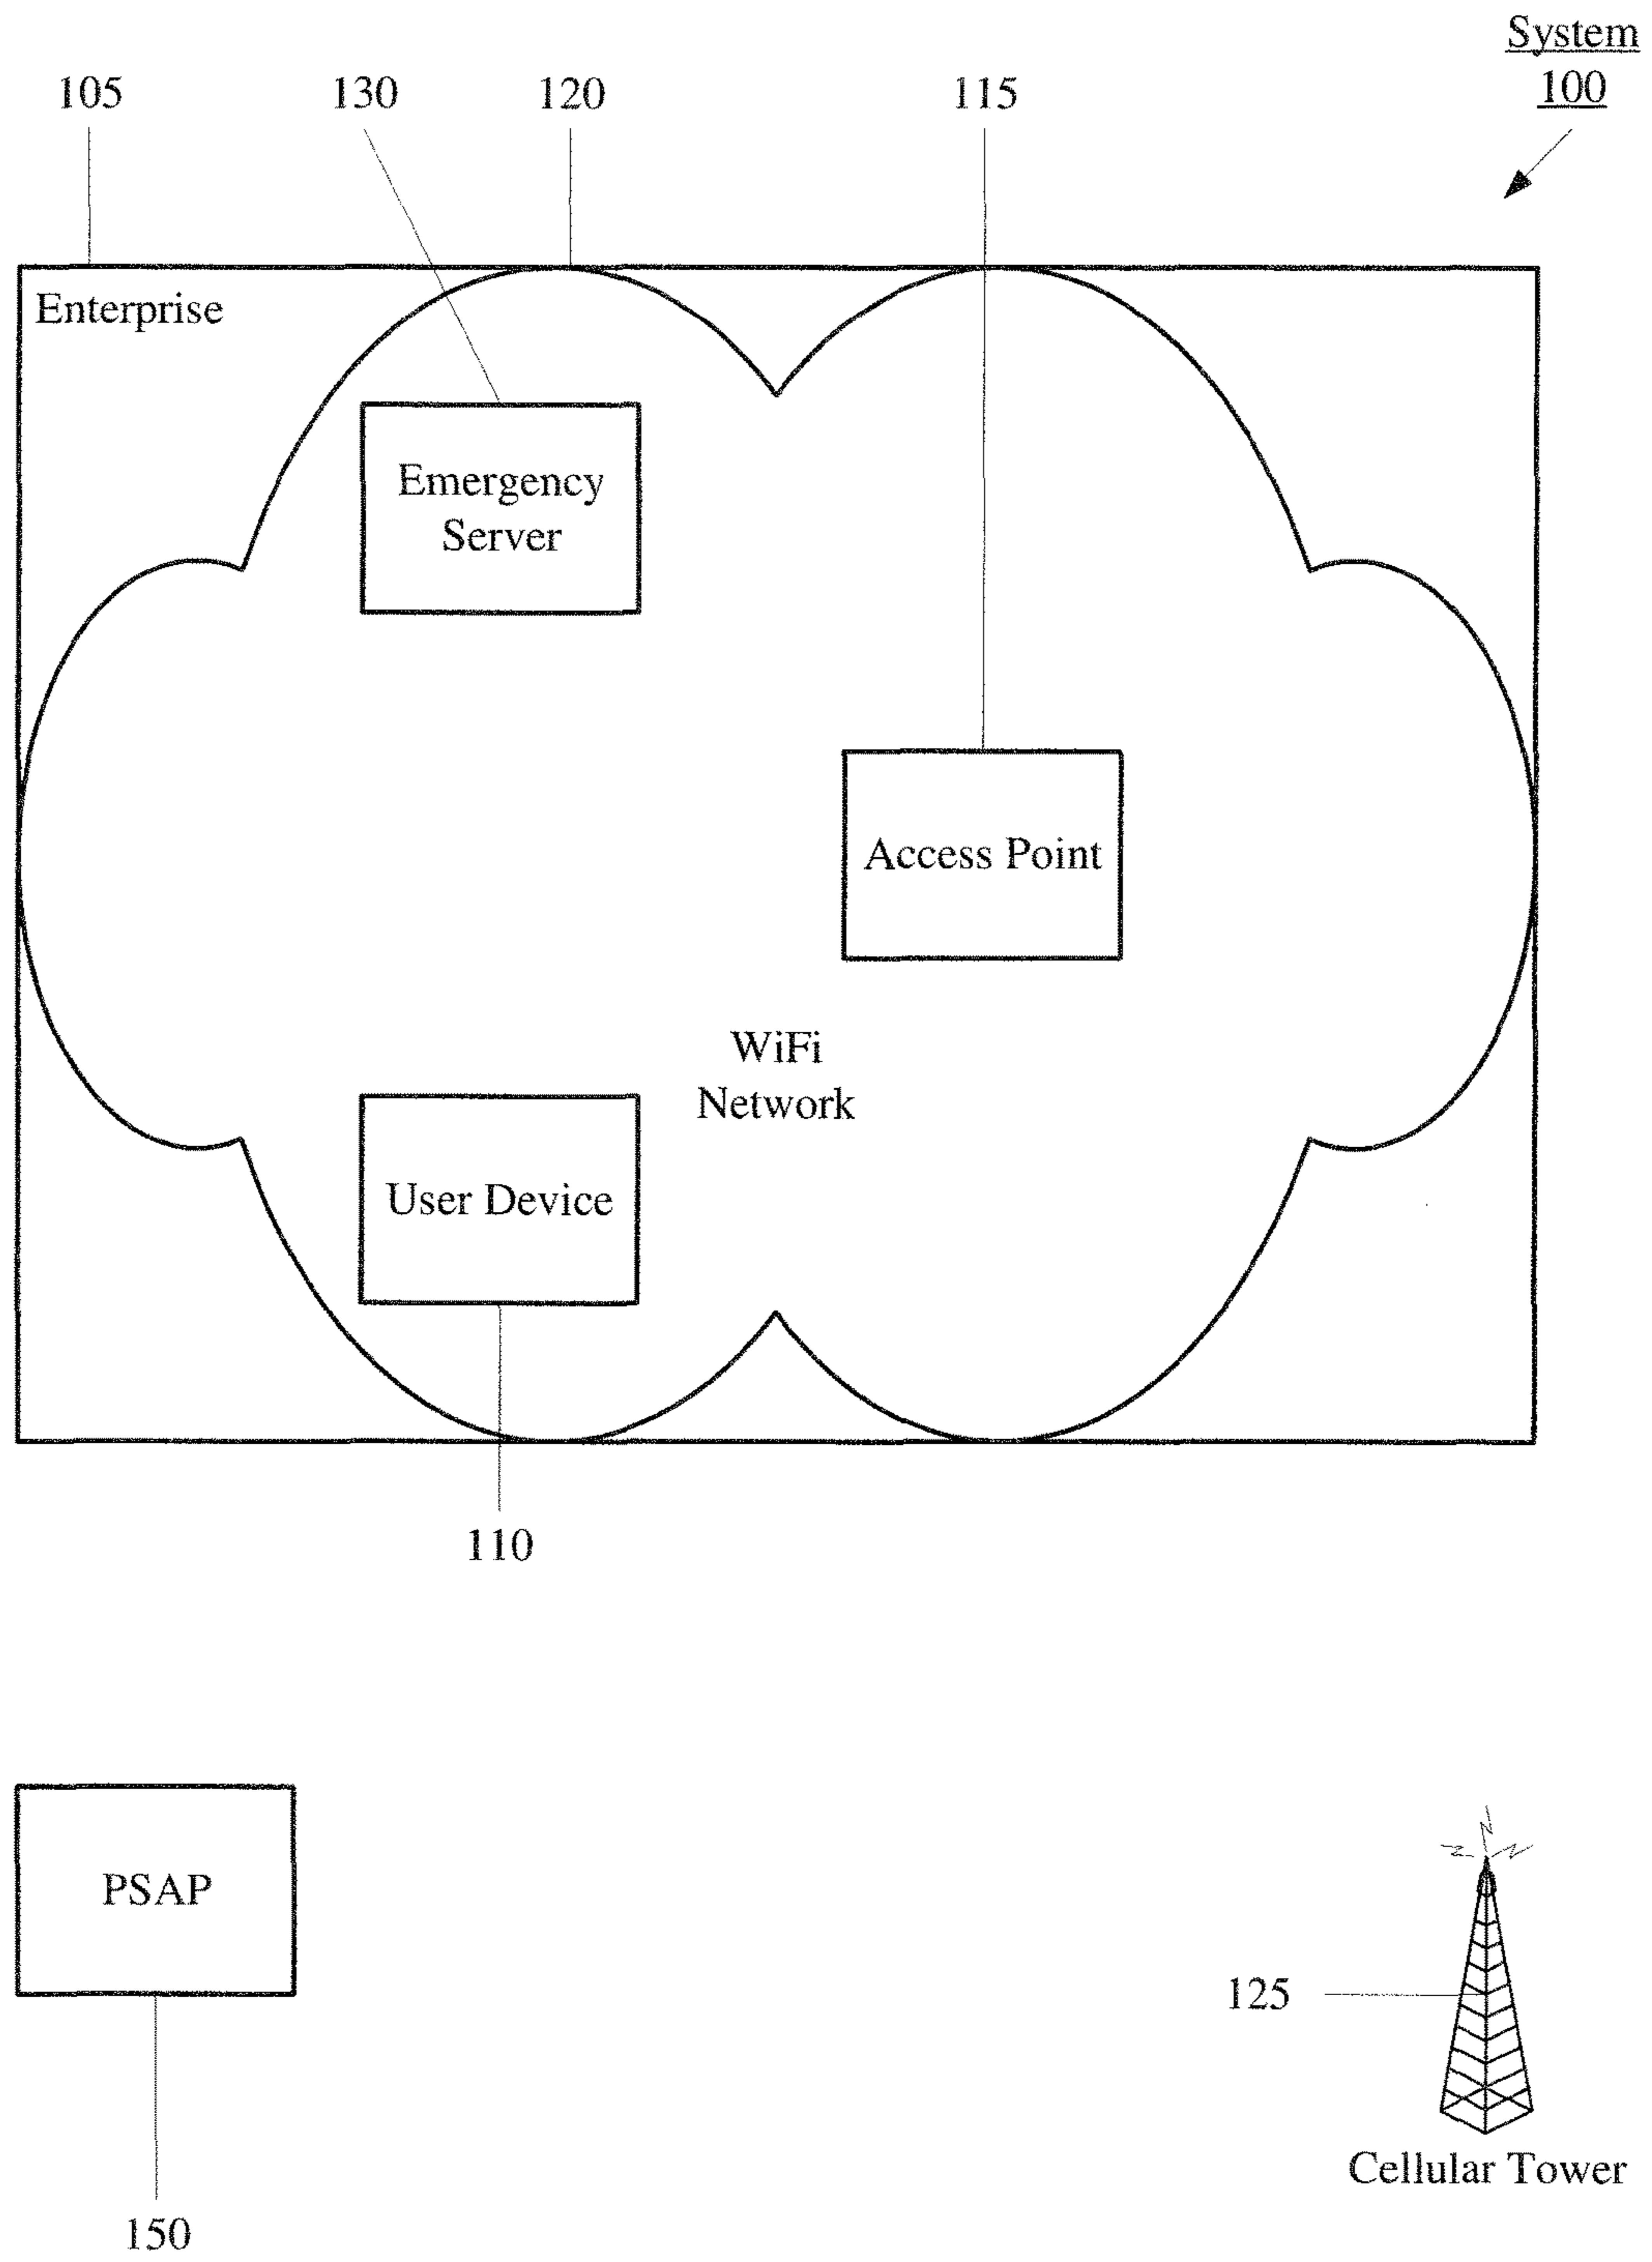 System
100
105
130
120
115
Enterprise
Emergency
Server
Access Point
WiFi
Network
User Device
110
PSAP
125
Cellular Tower
150